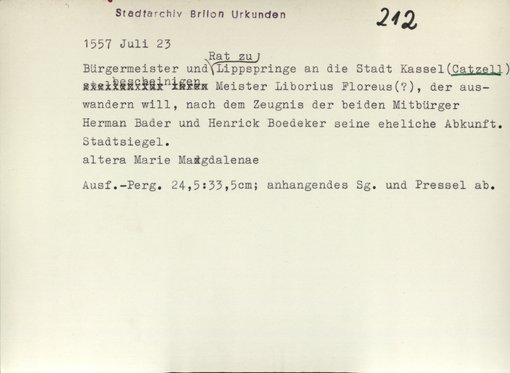 Stadtarchiv Brilon Urkunden
212
1557 Juli 23
Bürgermeister und Rat zu Lippspringe an die Stadt Kassel (Catzell)
bescheinigen Meister Liborius Floreus(?), der aus-
wandern will, nach dem Zeugnis der beiden Mitbürger
Herman Bader und Henrick Boedeker seine eheliche Abkunft.
Stadtsiegel.
altera Marie Magdalenae
Ausf.-Perg. 24,5:33,5cm; anhangendes Sg. und Pressel ab.